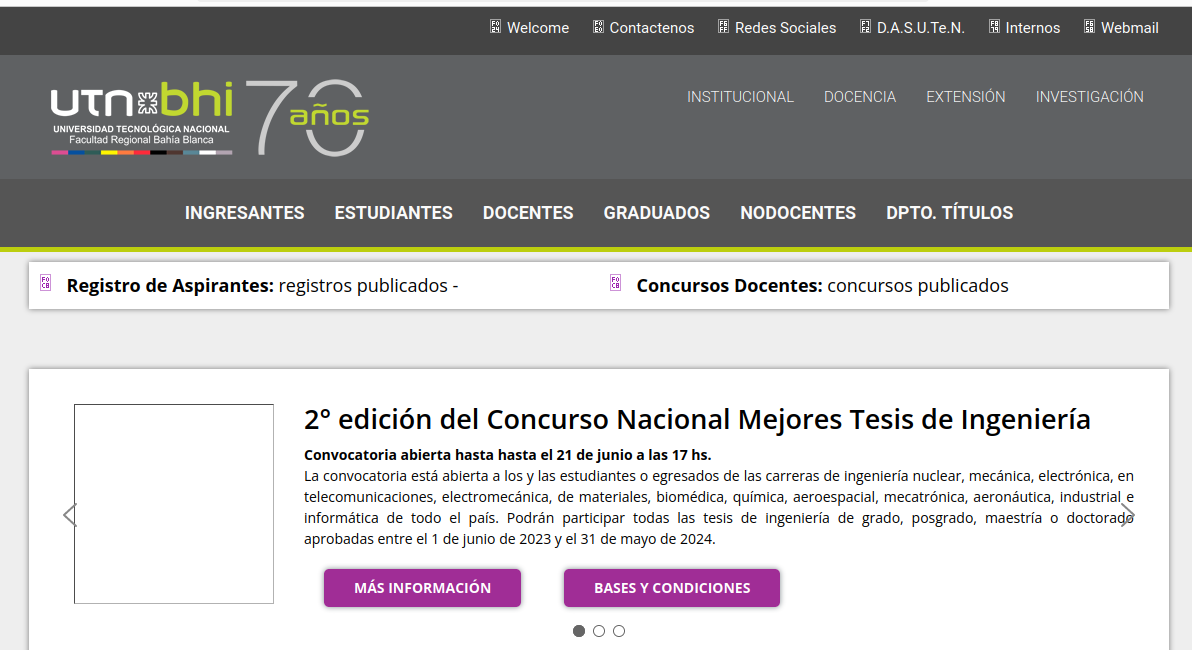 Welcome Contactenos Redes Sociales D.A.S.U.Te.N. Internos Webmail
utn bhi 70 años
UNIVERSIDAD TECNOLÓGICA NACIONAL
Facultad Regional Bahía Blanca
INSTITUCIONAL DOCENCIA EXTENSIÓN INVESTIGACIÓN
INGRESANTES ESTUDIANTES DOCENTES GRADUADOS NODOCENTES DPTO. TÍTULOS
Registro de Aspirantes: registros publicados - Concursos Docentes: concursos publicados
2° edición del Concurso Nacional Mejores Tesis de Ingeniería
Convocatoria abierta hasta hasta el 21 de junio a las 17 hs.
La convocatoria está abierta a los y las estudiantes o egresados de las carreras de ingeniería nuclear, mecánica, electrónica, en
telecomunicaciones, electromecánica, de materiales, biomédica, química, aeroespacial, mecatrónica, aeronáutica, industrial e
informática de todo el país. Podrán participar todas las tesis de ingeniería de grado, posgrado, maestría o doctorado
aprobadas entre el 1 de junio de 2023 y el 31 de mayo de 2024.
MÁS INFORMACIÓN BASES Y CONDICIONES